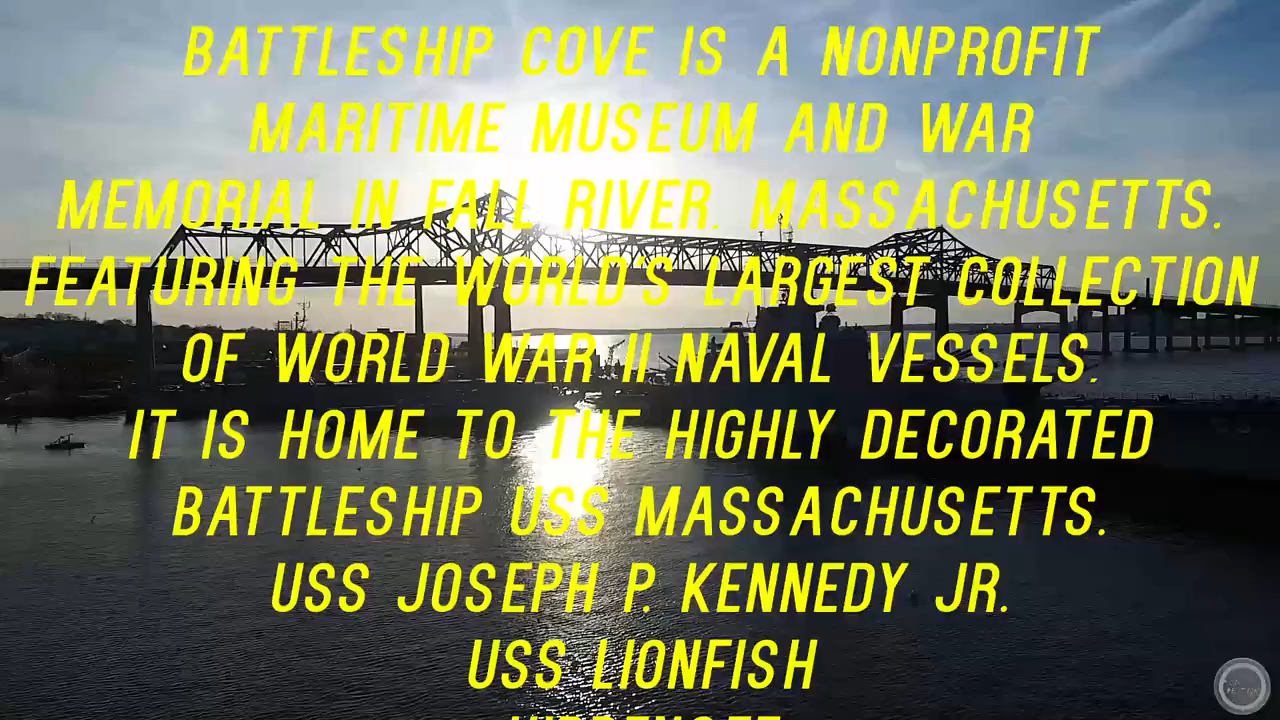 BATTLESHIP COVE IS A NONPROFIT
MARITIME MUSEUM AND WAR
MEMORIAL IN FALL RIVER. MASSACHUSETTS.
FEATURING THE WORLD'S LARGEST COLLECTION
OF WORLD WAR II NAVAL VESSELS.
IT IS HOME TO THE HIGHLY DECORATED
BATTLESHIP USS MASSACHUSETTS.
USS JOSEPH P. KENNEDY JR.
USS LIONFISH